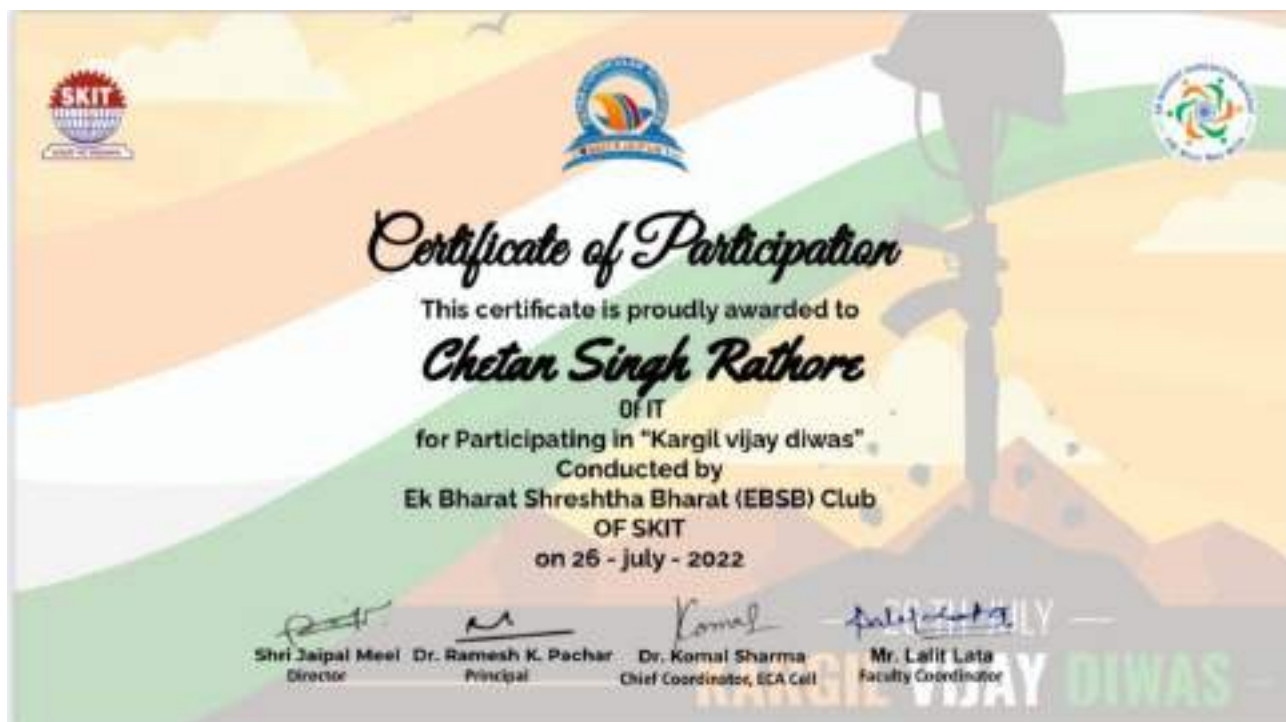 SKIT
Certificate of Participation
This certificate is proudly awarded to
Chetan Singh Rathore
Of IT
for Participating in "Kargil vijay diwas"
Conducted by
Ek Bharat Shreshtha Bharat (EBSB) Club
OF SKIT
on 26 - july - 2022
Komal
JULY
Shri Jaipal Meel Dr. Ramesh K. Pachar Dr. Komal Sharma Mr. Lalit Lata
Director Principal Chief Coordinator, ECA Cell Faculty Coordinator
KARGIL VIJAY DIWAS